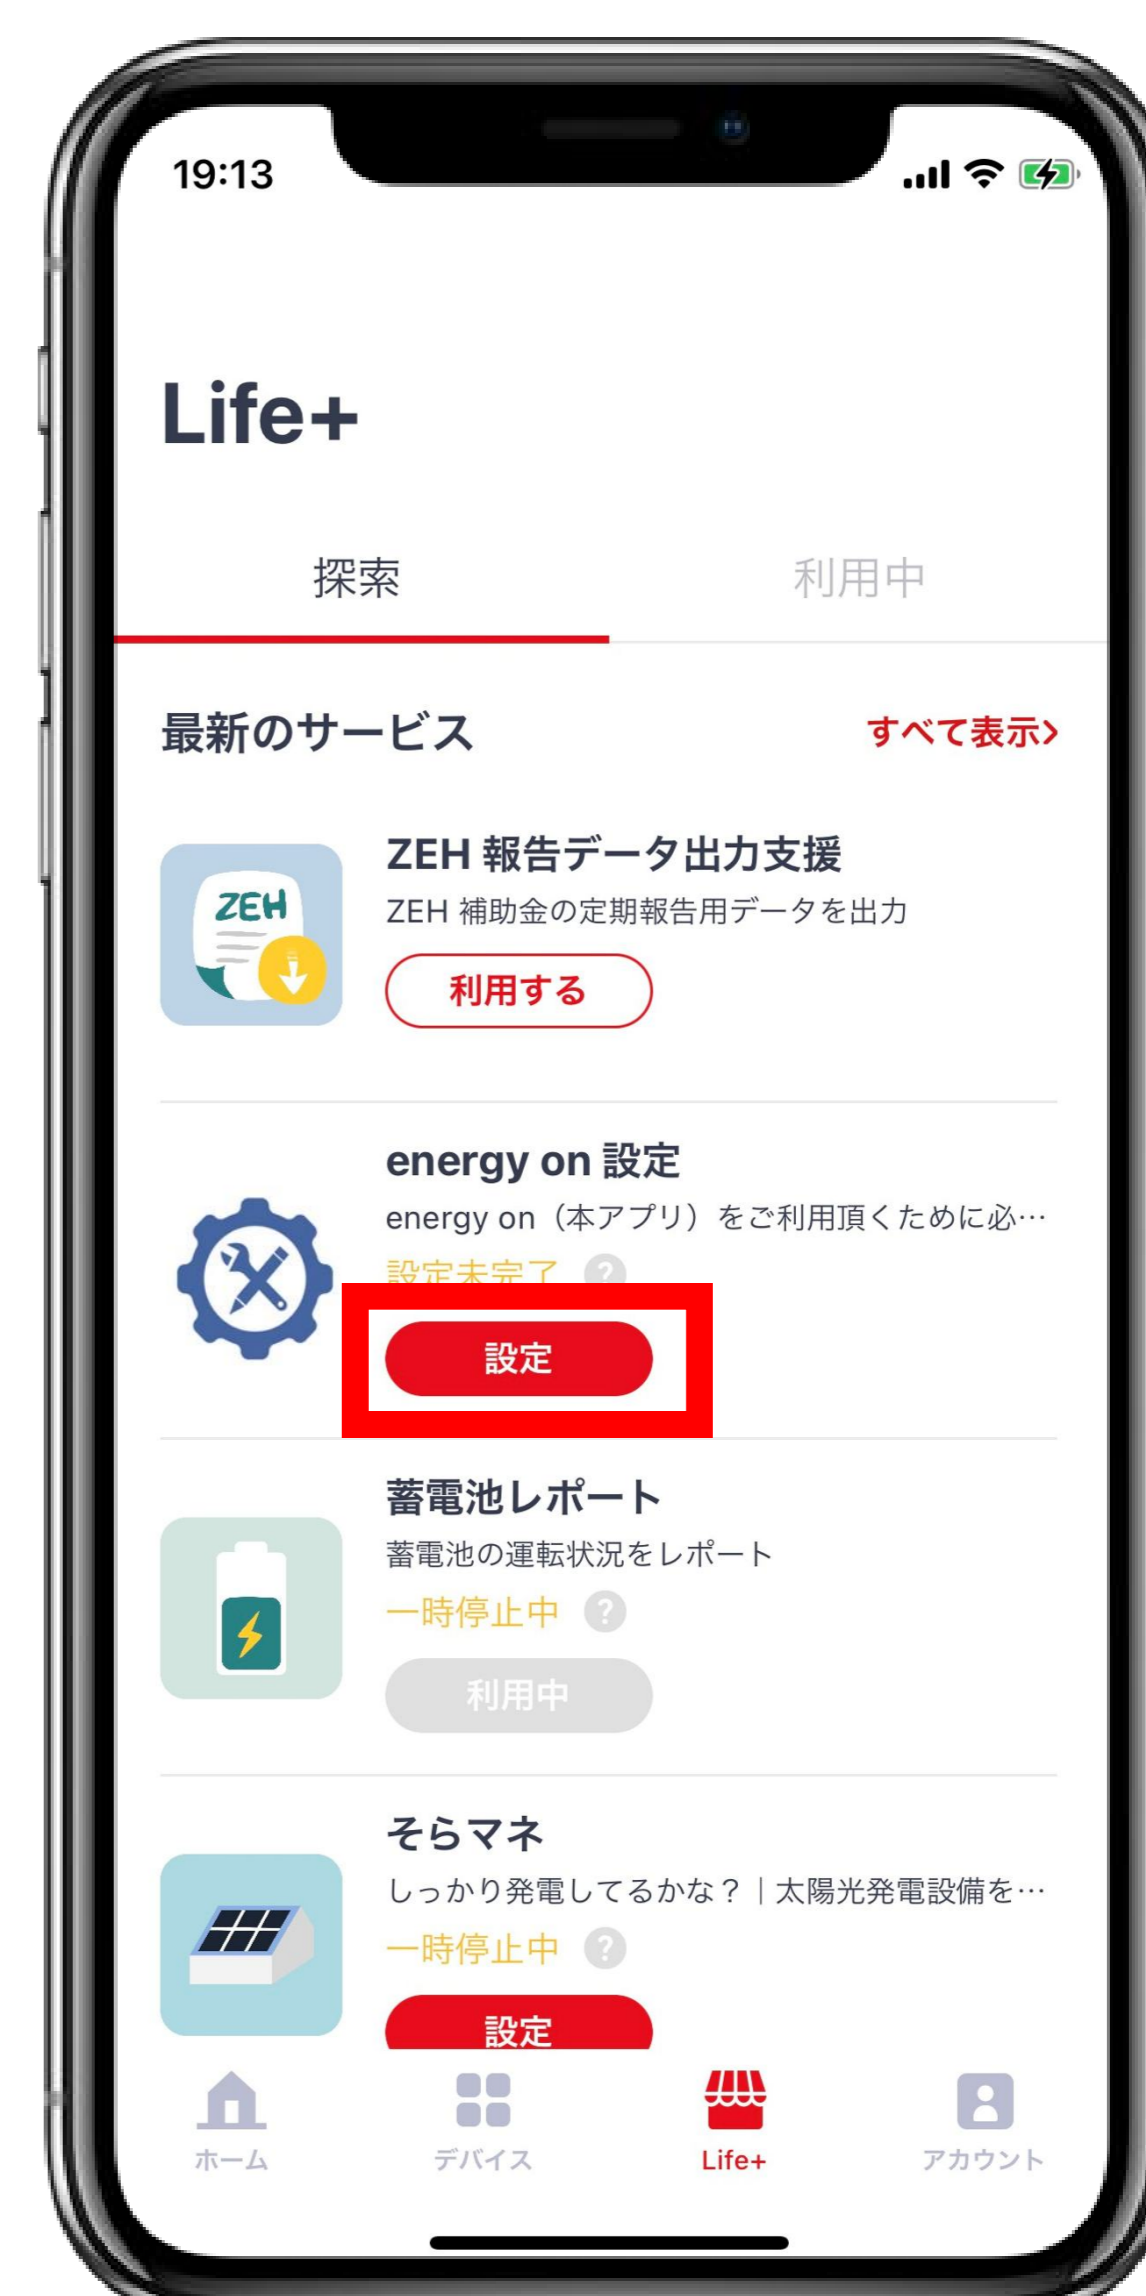 19:13
Life+
探索
利用中
最新のサービス
すべて表示>
ZEH 報告データ出力支援
ZEH
ZEH 補助金の定期報告用データを出力
利用する
energy on 設定
energy on（本アプリ）をご利用頂くために必…
設定未完了 ?
設定
蓄電池レポート
蓄電池の運転状況をレポート
一時停止中 ?
利用中
そらマネ
しっかり発電してるかな？｜太陽光発電設備を…
一時停止中 ?
設定
ホーム
デバイス
Life+
アカウント